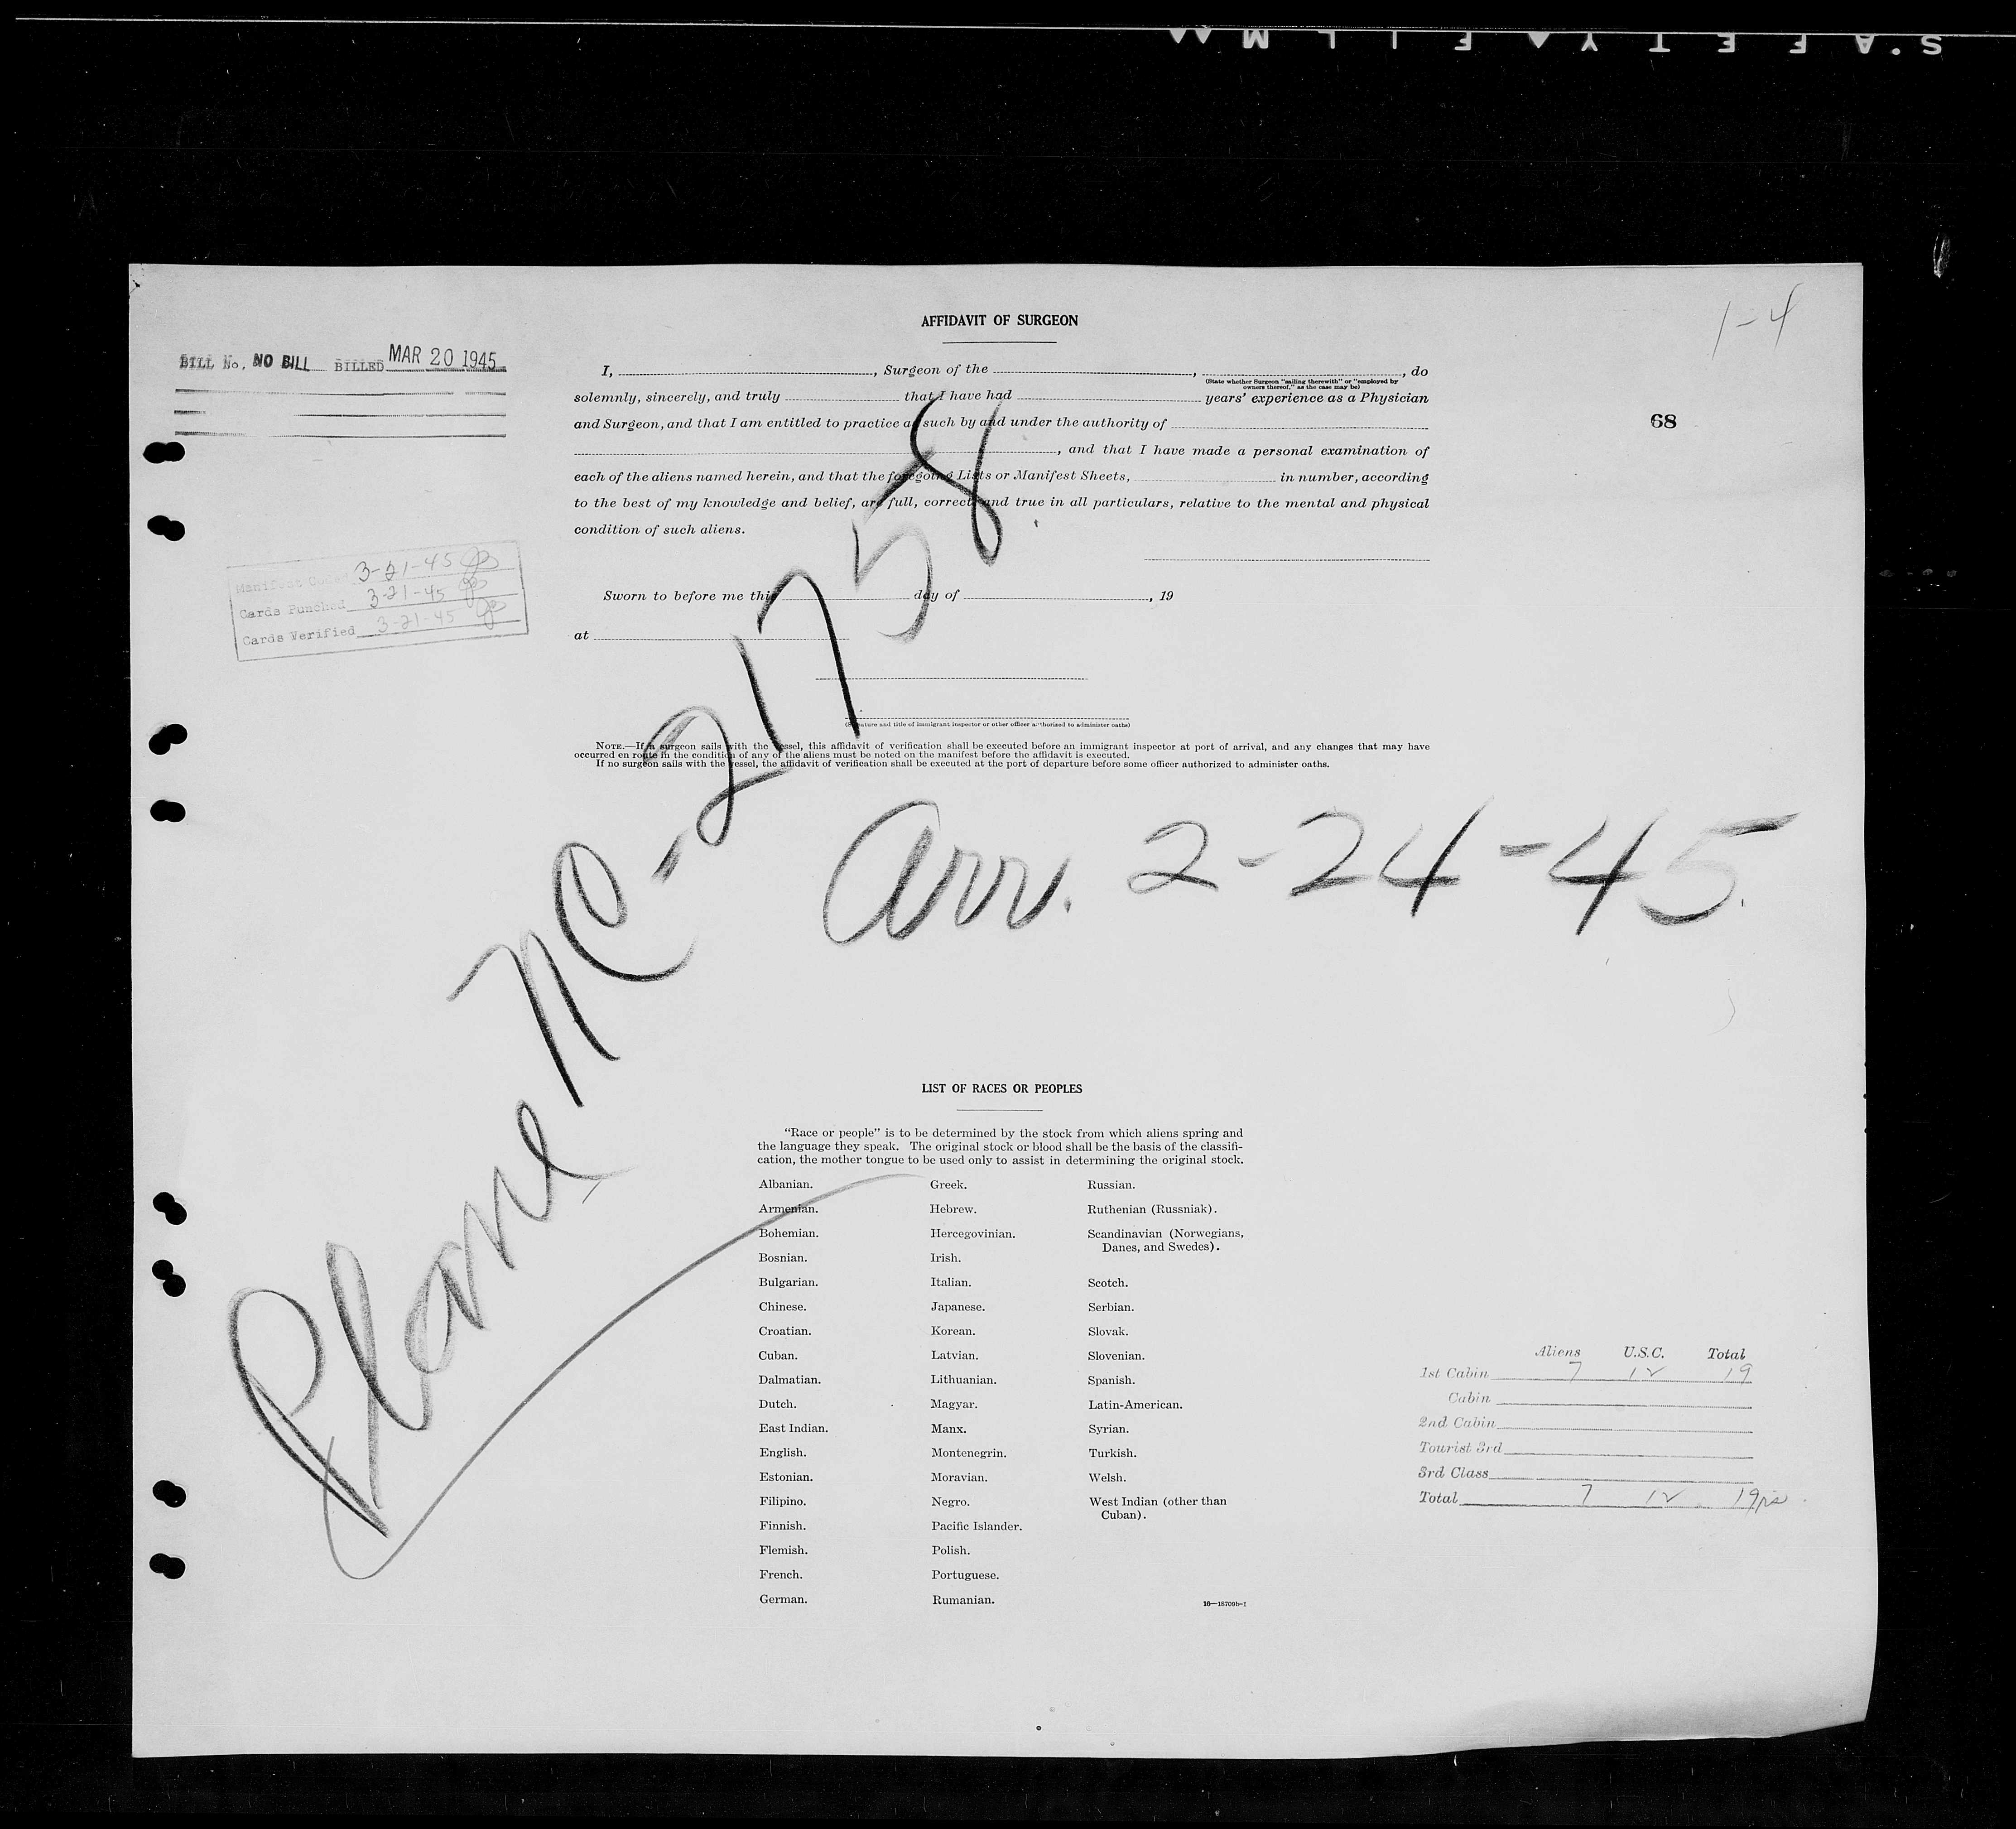 S·AFETY FILM
AFFIDAVIT OF SURGEON
1-4
BILL No. NO BILL BILLED MAR 20 1945
I, , Surgeon of the , , do
(State whether Surgeon "sailing therewith" or "employed by
owners thereof," as the case may be)
solemnly, sincerely, and truly that I have had years' experience as a Physician
and Surgeon, and that I am entitled to practice as such by and under the authority of
68
, and that I have made a personal examination of
each of the aliens named herein, and that the foregoing Lists or Manifest Sheets, in number, according
to the best of my knowledge and belief, are full, correct, and true in all particulars, relative to the mental and physical
condition of such aliens.
Manifest Coded 3-21-45
Cards Punched 3-21-45
Cards Verified 3-21-45
Sworn to before me this day of , 19
at
(Signature and title of immigrant inspector or other officer authorized to administer oaths)
NOTE.—If a surgeon sails with the vessel, this affidavit of verification shall be executed before an immigrant inspector at port of arrival, and any changes that may have
occurred en route in the condition of any of the aliens must be noted on the manifest before the affidavit is executed.
If no surgeon sails with the vessel, the affidavit of verification shall be executed at the port of departure before some officer authorized to administer oaths.
Plane NC-21758
Arr. 2-24-45.
LIST OF RACES OR PEOPLES
"Race or people" is to be determined by the stock from which aliens spring and
the language they speak. The original stock or blood shall be the basis of the classifi-
cation, the mother tongue to be used only to assist in determining the original stock.
Albanian.
Armenian.
Bohemian.
Bosnian.
Bulgarian.
Chinese.
Croatian.
Cuban.
Dalmatian.
Dutch.
East Indian.
English.
Estonian.
Filipino.
Finnish.
Flemish.
French.
German.
Greek.
Hebrew.
Hercegovinian.
Irish.
Italian.
Japanese.
Korean.
Latvian.
Lithuanian.
Magyar.
Manx.
Montenegrin.
Moravian.
Negro.
Pacific Islander.
Polish.
Portuguese.
Rumanian.
Russian.
Ruthenian (Russniak).
Scandinavian (Norwegians,
Danes, and Swedes).
Scotch.
Serbian.
Slovak.
Slovenian.
Spanish.
Latin-American.
Syrian.
Turkish.
Welsh.
West Indian (other than
Cuban).
16—18709b-1
Aliens U.S.C. Total
1st Cabin 7 12 19
Cabin
2nd Cabin
Tourist 3rd
3rd Class
Total 7 12 19